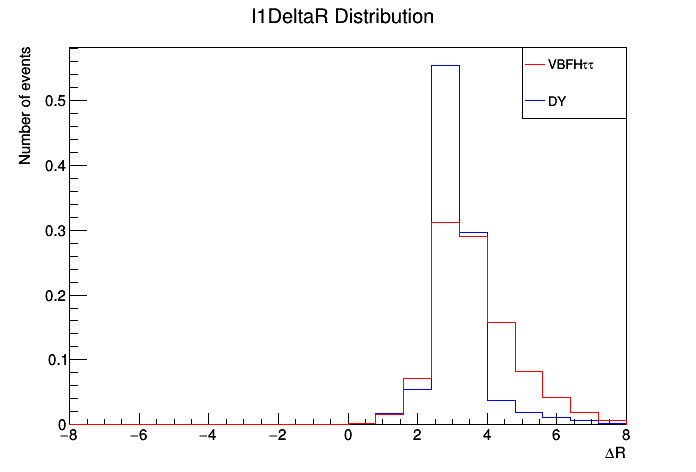 l1DeltaR Distribution
Number of events
VBFHττ
DY
0.5
0.4
0.3
0.2
0.1
0
−8 −6 −4 −2 0 2 4 6 8
ΔR